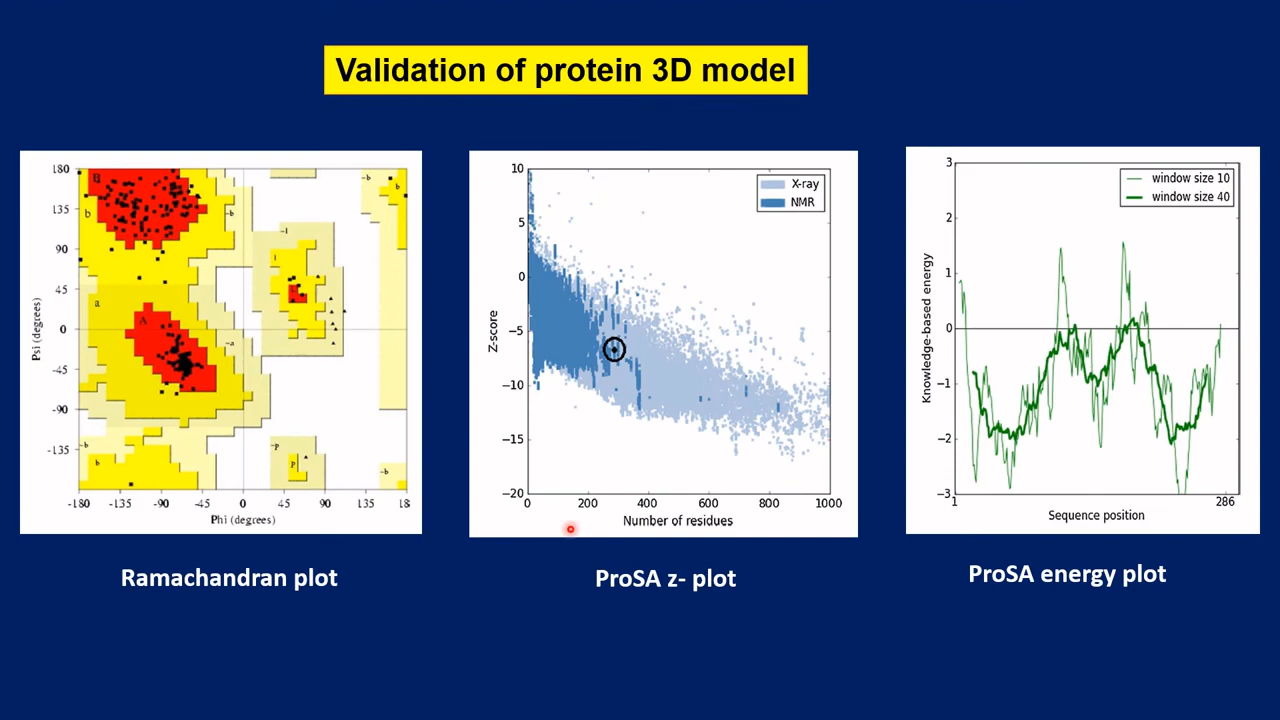 Validation of protein 3D model
180
135
90
45
0
-45
-90
-135
-180
-135
-90
-45
0
45
90
135
18
Psi (degrees)
Phi (degrees)
B
b
~b
a
A
~a
~l
l
~b
b
~b
b
~p
p
~b
10
5
0
−5
−10
−15
−20
0
200
400
600
800
1000
Z-score
Number of residues
X-ray
NMR
3
2
1
0
−1
−2
−3
1
286
Knowledge-based energy
Sequence position
window size 10
window size 40
Ramachandran plot
ProSA z- plot
ProSA energy plot